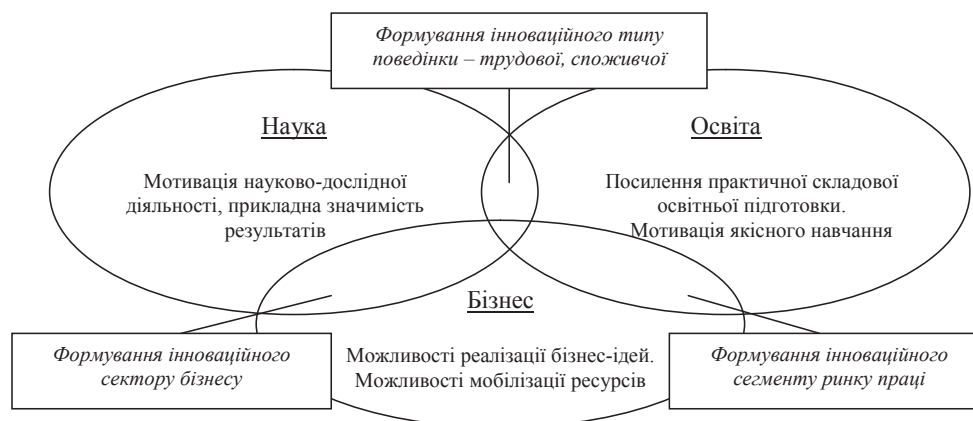 Формування інноваційного типу
поведінки – трудової, споживчої
Наука
Мотивація науково-дослідної
діяльності, прикладна значимість
результатів
Освіта
Посилення практичної складової
освітньої підготовки.
Мотивація якісного навчання
Бізнес
Можливості реалізації бізнес-ідей.
Можливості мобілізації ресурсів
Формування інноваційного
сектору бізнесу
Формування інноваційного
сегменту ринку праці